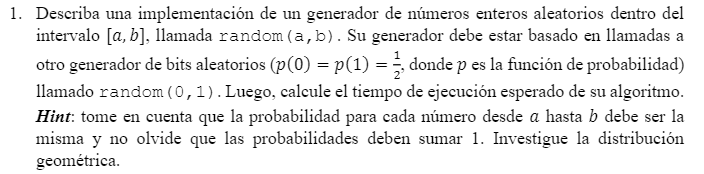 1. Describa una implementación de un generador de números enteros aleatorios dentro del
intervalo [a, b], llamada random(a,b). Su generador debe estar basado en llamadas a
otro generador de bits aleatorios (p(0) = p(1) = 1/2, donde p es la función de probabilidad)
llamado random(0,1). Luego, calcule el tiempo de ejecución esperado de su algoritmo.
Hint: tome en cuenta que la probabilidad para cada número desde a hasta b debe ser la
misma y no olvide que las probabilidades deben sumar 1. Investigue la distribución
geométrica.